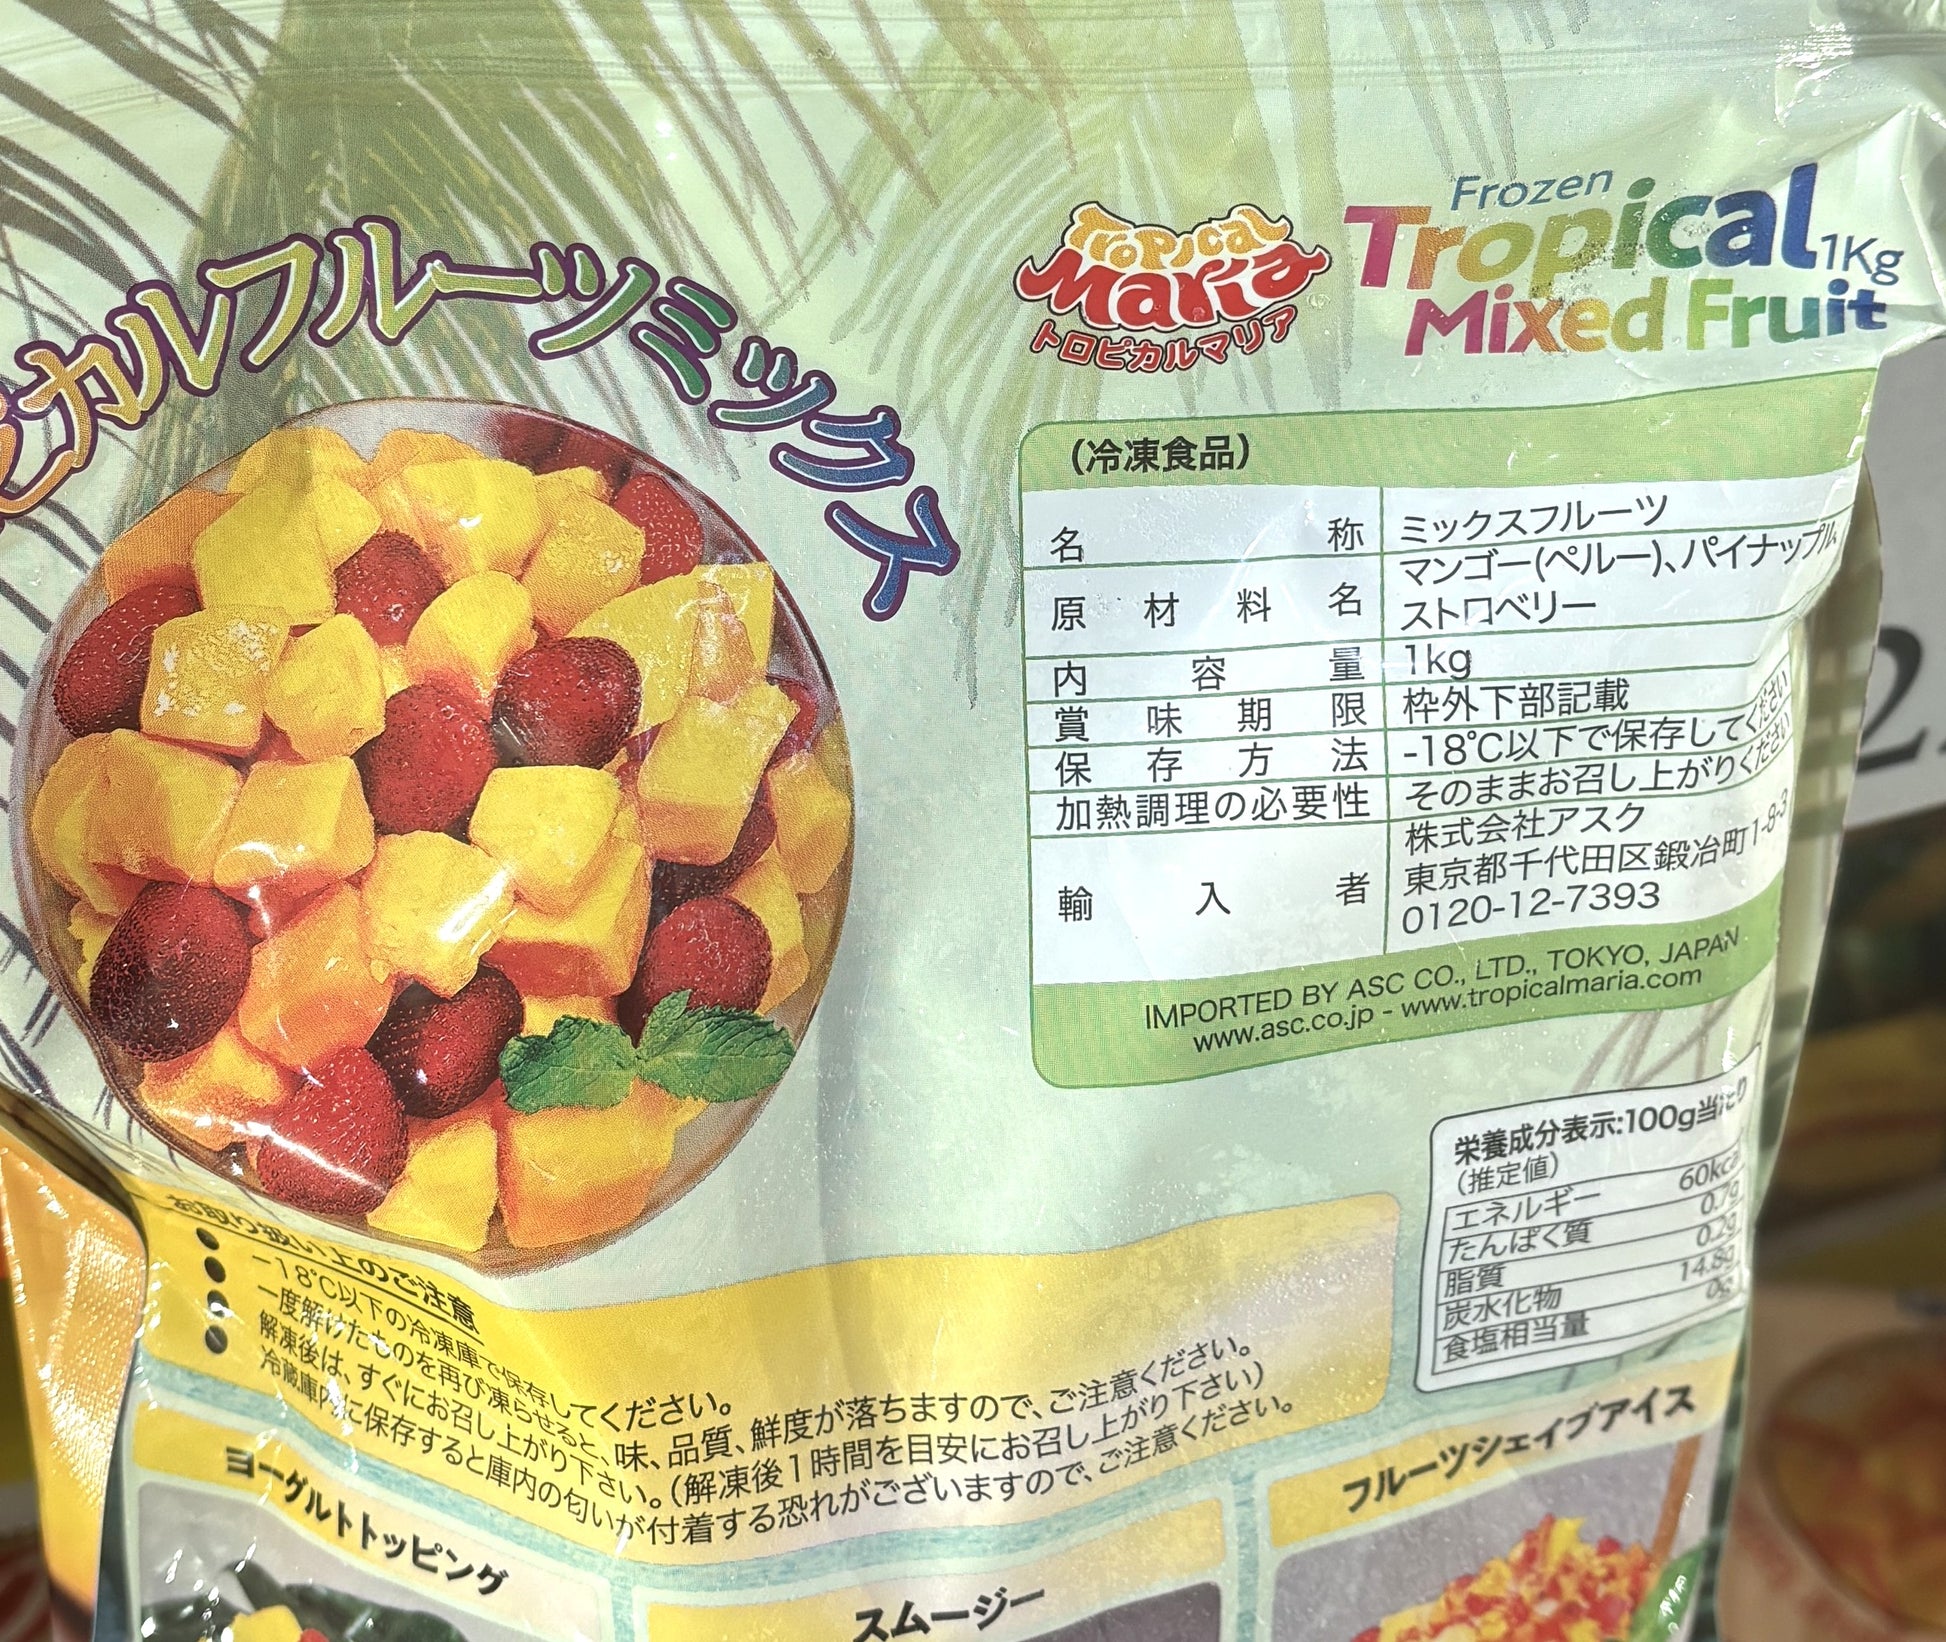 ピカルフルーツミックス
Tropical
Maria
トロピカルマリア
Frozen
Tropical 1Kg
Mixed Fruit
(冷凍食品)
名称 ミックスフルーツ
原材料名 マンゴー(ペルー)、パイナップル、
ストロベリー
内容量 1kg
賞味期限 枠外下部記載
保存方法 -18℃以下で保存してください
加熱調理の必要性 そのままお召し上がりください
輸入者 株式会社アスク
東京都千代田区鍛冶町1-8-3
0120-12-7393
IMPORTED BY ASC CO., LTD., TOKYO, JAPAN
www.asc.co.jp - www.tropicalmaria.com
栄養成分表示:100g当たり
(推定値)
エネルギー 60kcal
たんぱく質 0.7g
脂質 0.2g
炭水化物 14.8g
食塩相当量 0g
お取り扱い上のご注意
●−18℃以下の冷凍庫で保存してください。
●一度解けたものを再び凍らせると、味、品質、鮮度が落ちますので、ご注意ください。
●解凍後は、すぐにお召し上がり下さい。(解凍後1時間を目安にお召し上がり下さい)
●冷蔵庫内に保存すると庫内の匂いが付着する恐れがございますので、ご注意ください。
ヨーグルトトッピング
スムージー
フルーツシェイブアイス